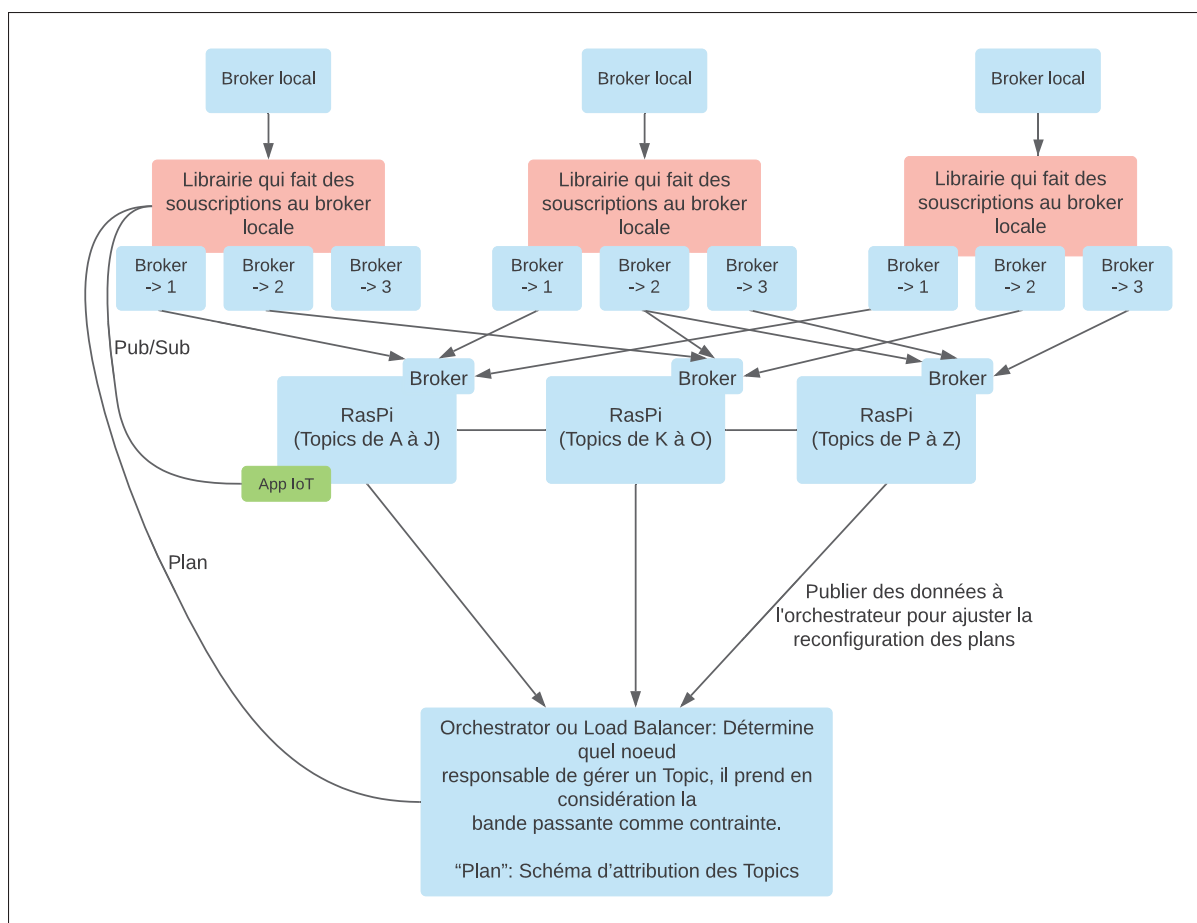 Broker local
Broker local
Broker local
Librairie qui fait des
souscriptions au broker
locale
Librairie qui fait des
souscriptions au broker
locale
Librairie qui fait des
souscriptions au broker
locale
Broker
-> 1
Broker
-> 2
Broker
-> 3
Broker
-> 1
Broker
-> 2
Broker
-> 3
Broker
-> 1
Broker
-> 2
Broker
-> 3
Pub/Sub
Broker
Broker
Broker
RasPi
(Topics de A à J)
RasPi
(Topics de K à O)
RasPi
(Topics de P à Z)
App IoT
Plan
Publier des données à
l'orchestrateur pour ajuster la
reconfiguration des plans
Orchestrator ou Load Balancer: Détermine
quel noeud
responsable de gérer un Topic, il prend en
considération la
bande passante comme contrainte.
“Plan”: Schéma d’attribution des Topics